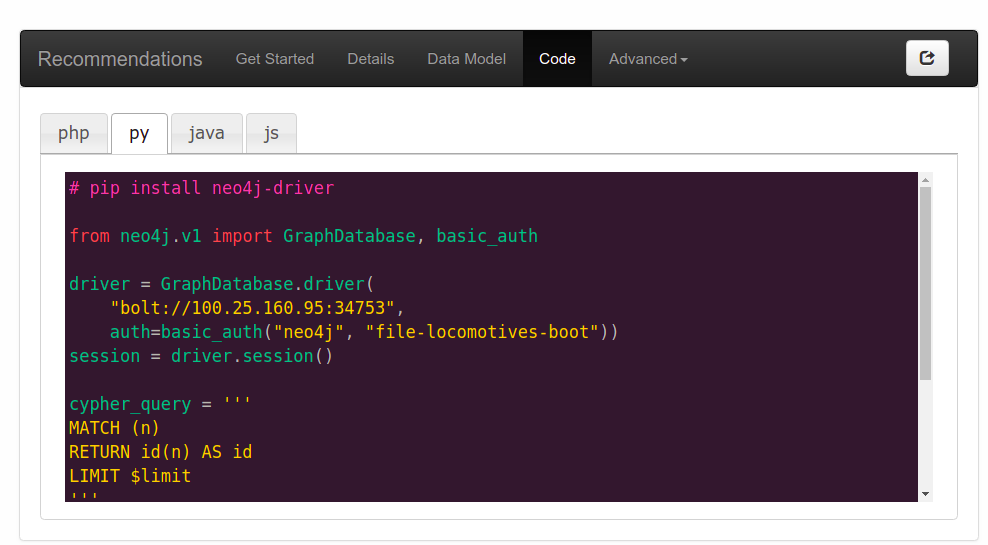 Recommendations Get Started Details Data Model Code Advanced
php py java js
# pip install neo4j-driver
from neo4j.v1 import GraphDatabase, basic_auth
driver = GraphDatabase.driver(
    "bolt://100.25.160.95:34753",
    auth=basic_auth("neo4j", "file-locomotives-boot"))
session = driver.session()
cypher_query = '''
MATCH (n)
RETURN id(n) AS id
LIMIT $limit
'''